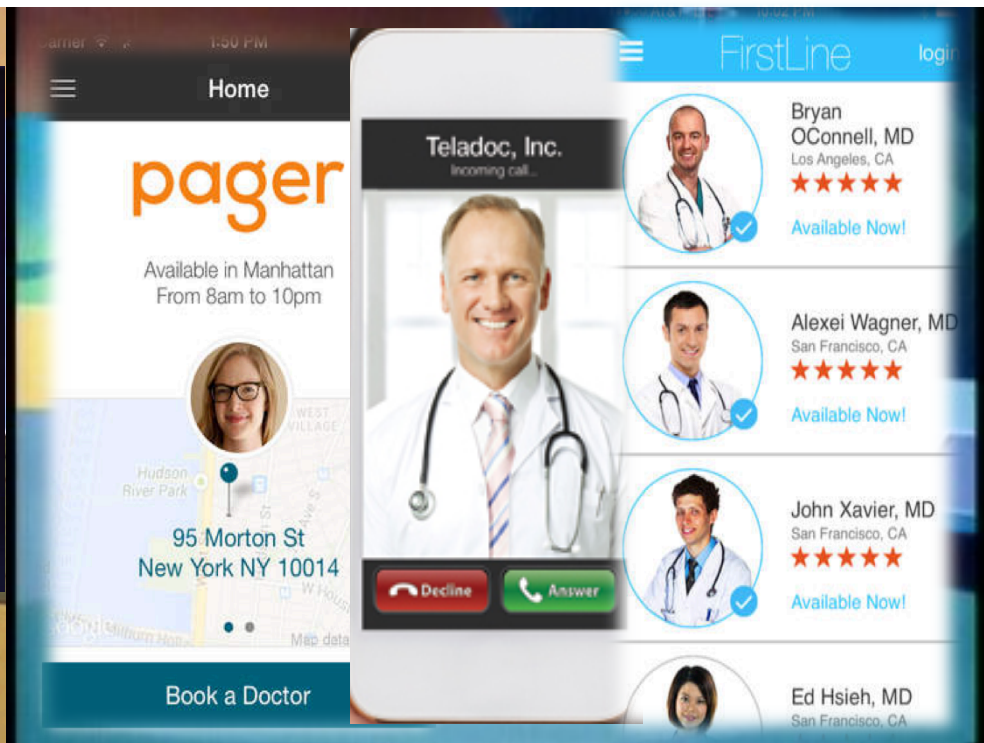 1:50 PM
Home
pager
Available in Manhattan
From 8am to 10pm
WEST
VILLAGE
Hudson
River Park
95 Morton St
New York NY 10014
Map data
Book a Doctor
Teladoc, Inc.
Incoming call...
Decline
Answer
10:02 PM
FirstLine
login
Bryan
OConnell, MD
Los Angeles, CA
Available Now!
Alexei Wagner, MD
San Francisco, CA
Available Now!
John Xavier, MD
San Francisco, CA
Available Now!
Ed Hsieh, MD
San Francisco, CA